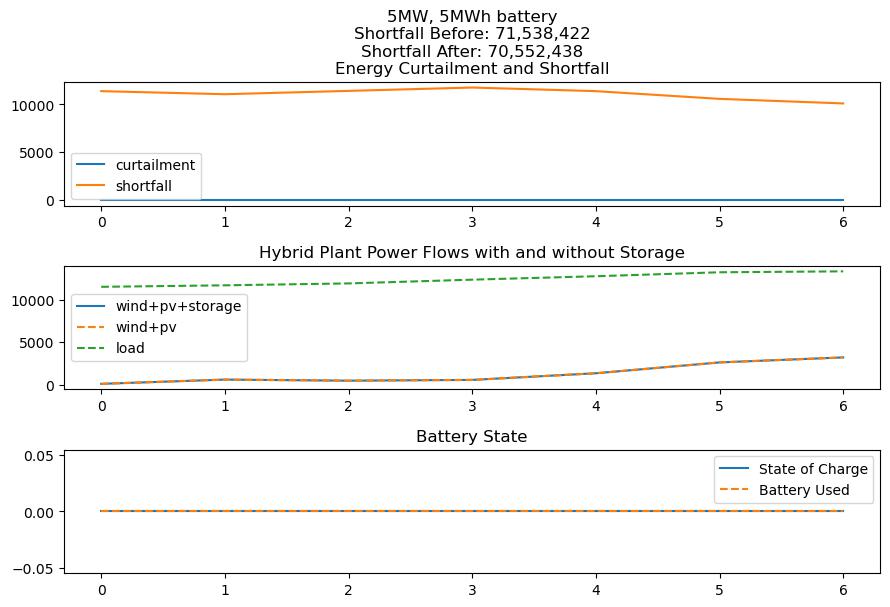 5MW, 5MWh battery
Shortfall Before: 71,538,422
Shortfall After: 70,552,438
Energy Curtailment and Shortfall
10000
5000
0
curtailment
shortfall
0 1 2 3 4 5 6
Hybrid Plant Power Flows with and without Storage
10000
5000
0
wind+pv+storage
wind+pv
load
0 1 2 3 4 5 6
Battery State
0.05
0.00
−0.05
State of Charge
Battery Used
0 1 2 3 4 5 6